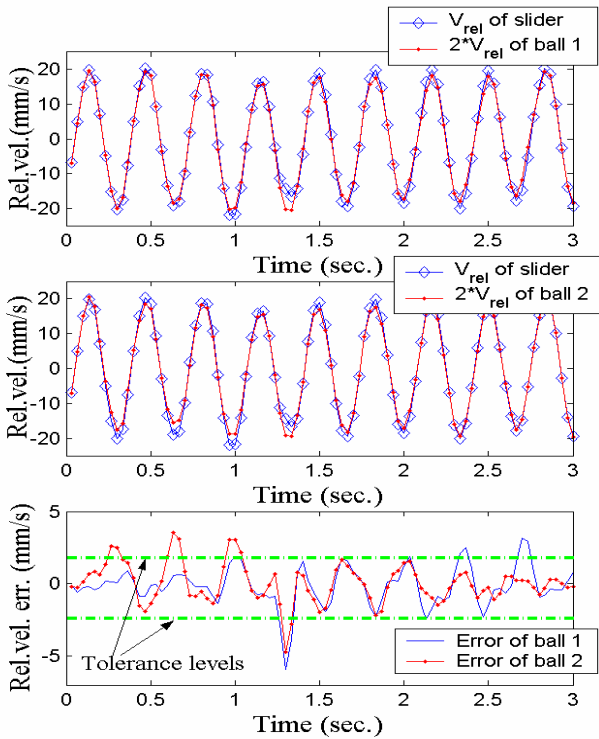 V_rel of slider
2*V_rel of ball 1
Rel.vel.(mm/s)
20
10
0
-10
-20
0 0.5 1 1.5 2 2.5 3
Time (sec.)
V_rel of slider
2*V_rel of ball 2
Rel.vel.(mm/s)
20
10
0
-10
-20
0 0.5 1 1.5 2 2.5 3
Time (sec.)
Rel.vel. err. (mm/s)
5
0
-5
Tolerance levels
Error of ball 1
Error of ball 2
0 0.5 1 1.5 2 2.5 3
Time (sec.)